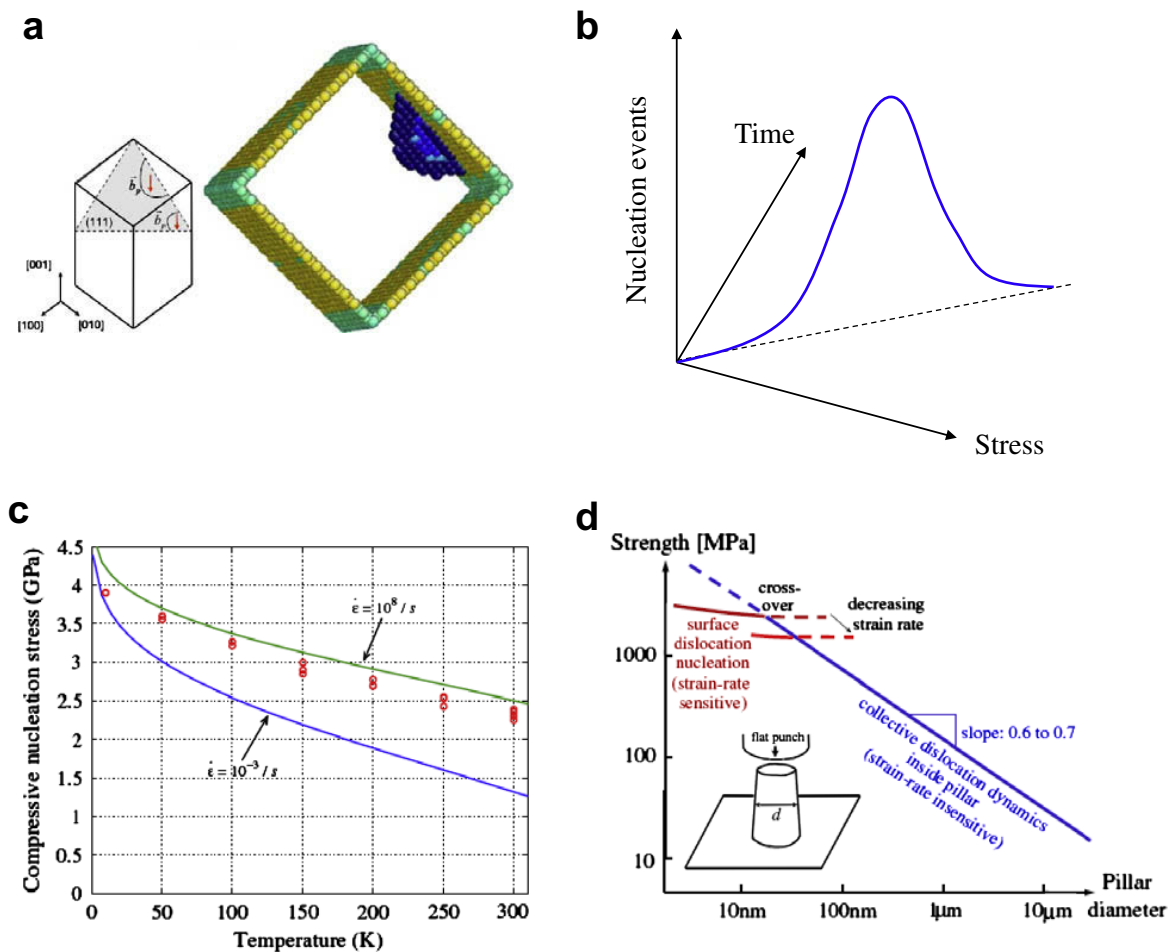 a
b⃗ₚ
b⃗ₚ
(111)
[001]
[100]
[010]
b
Nucleation events
Time
Stress
c
Compressive nucleation stress (GPa)
4.5
4
3.5
3
2.5
2
1.5
1
0.5
0
ε̇ = 10⁸ / s
ε̇ = 10⁻³ / s
0
50
100
150
200
250
300
Temperature (K)
d
Strength [MPa]
cross-
over
decreasing
strain rate
surface
dislocation
nucleation
(strain-rate
sensitive)
1000
100
10
slope: 0.6 to 0.7
collective dislocation dynamics
inside pillar
(strain-rate insensitive)
flat punch
d
10nm
100nm
1μm
10μm
Pillar
diameter